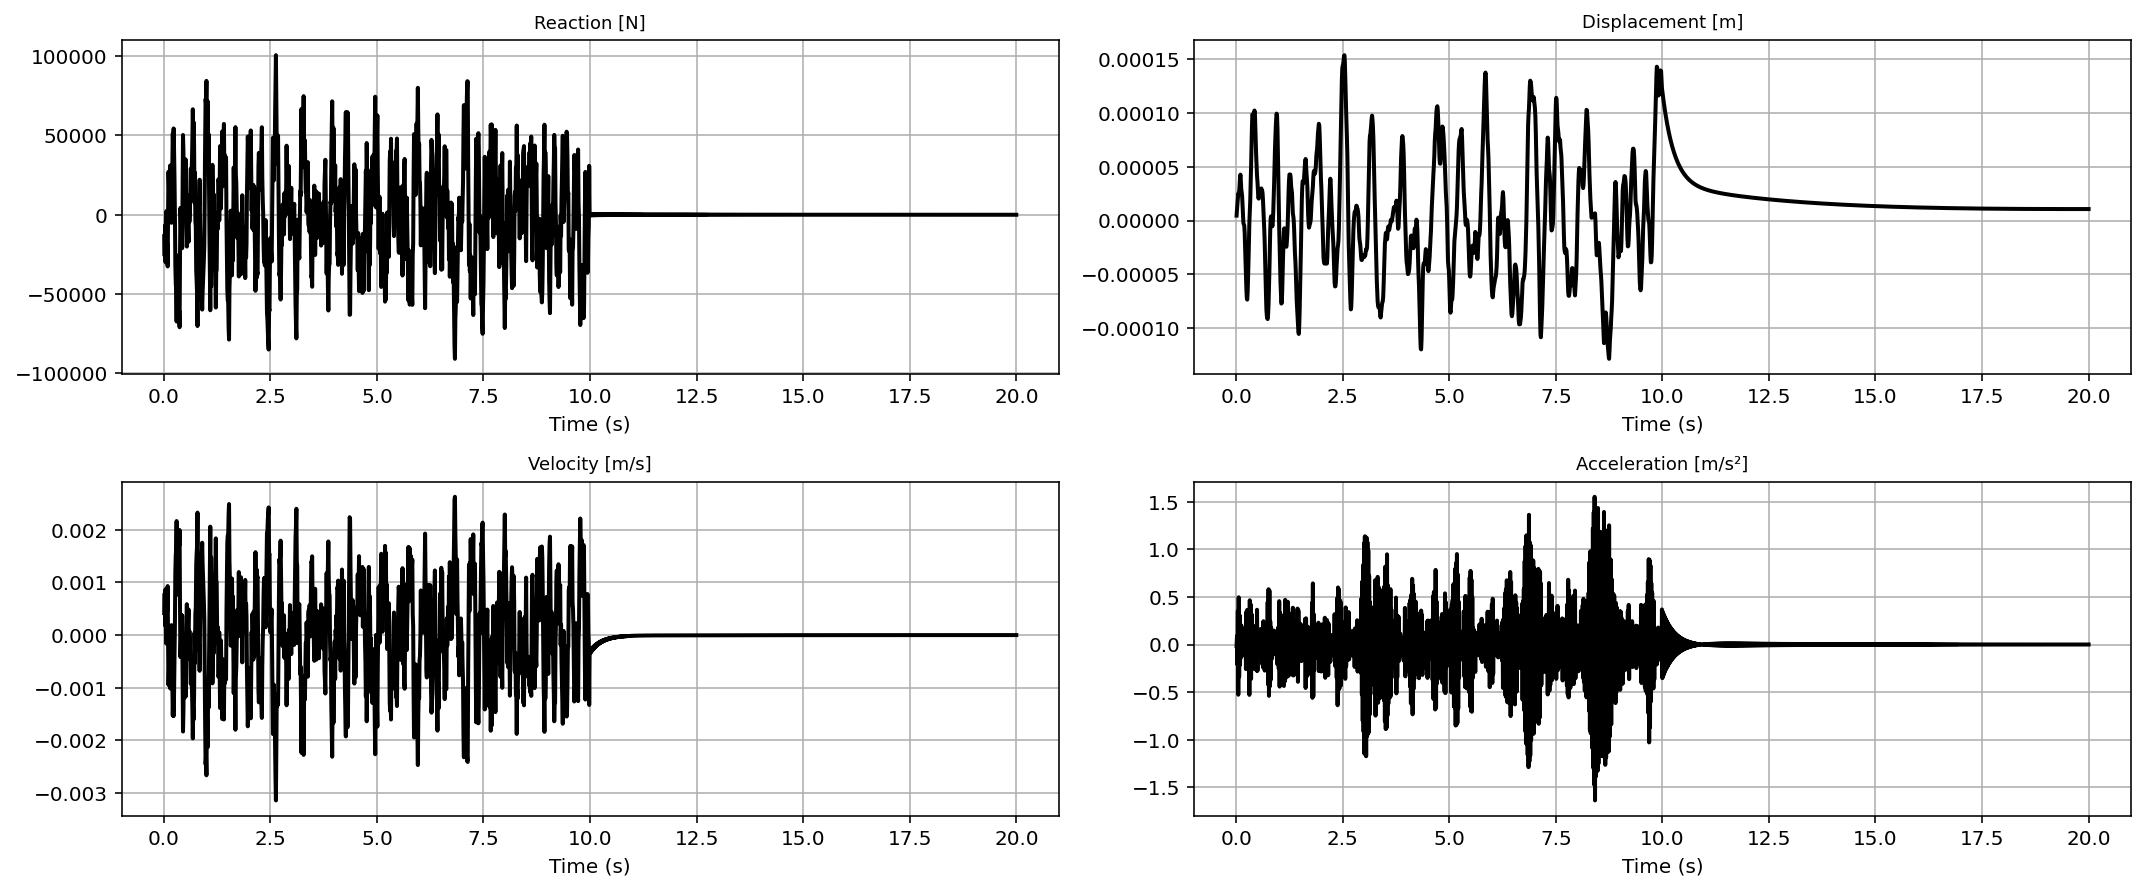 Reaction [N]
100000
50000
0
−50000
−100000
0.0 2.5 5.0 7.5 10.0 12.5 15.0 17.5 20.0
Time (s)
Displacement [m]
0.00015
0.00010
0.00005
0.00000
−0.00005
−0.00010
0.0 2.5 5.0 7.5 10.0 12.5 15.0 17.5 20.0
Time (s)
Velocity [m/s]
0.002
0.001
0.000
−0.001
−0.002
−0.003
0.0 2.5 5.0 7.5 10.0 12.5 15.0 17.5 20.0
Time (s)
Acceleration [m/s²]
1.5
1.0
0.5
0.0
−0.5
−1.0
−1.5
0.0 2.5 5.0 7.5 10.0 12.5 15.0 17.5 20.0
Time (s)